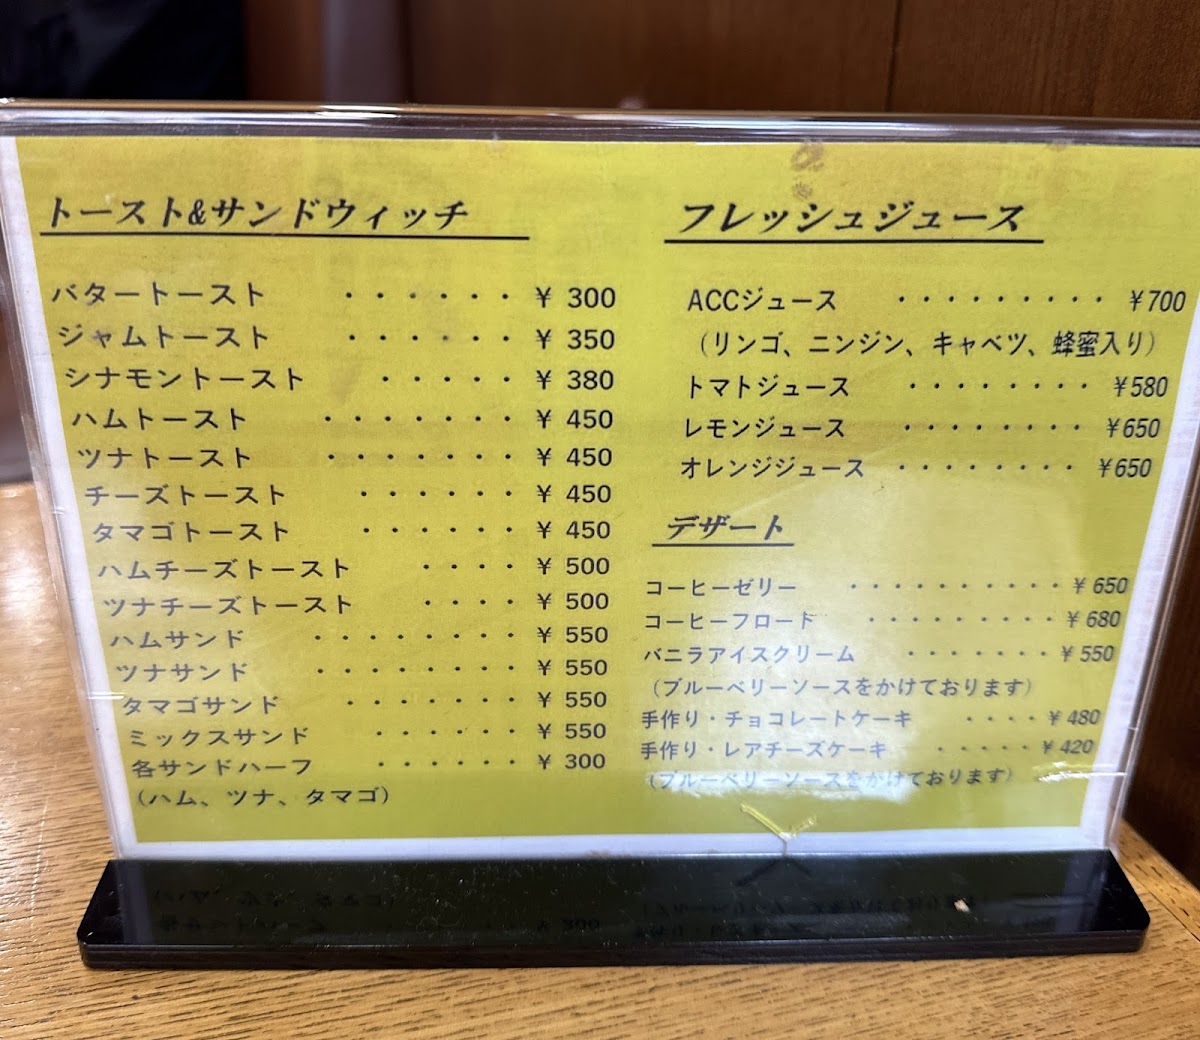 トースト&サンドウィッチ
バタートースト ・・・・・・ ¥ 300
ジャムトースト ・・・・・・ ¥ 350
シナモントースト ・・・・・ ¥ 380
ハムトースト ・・・・・・・ ¥ 450
ツナトースト ・・・・・・・ ¥ 450
チーズトースト ・・・・・・ ¥ 450
タマゴトースト ・・・・・・ ¥ 450
ハムチーズトースト ・・・・ ¥ 500
ツナチーズトースト ・・・・ ¥ 500
ハムサンド ・・・・・・・・ ¥ 550
ツナサンド ・・・・・・・・ ¥ 550
タマゴサンド ・・・・・・・ ¥ 550
ミックスサンド ・・・・・・ ¥ 550
各サンドハーフ ・・・・・・ ¥ 300
（ハム、ツナ、タマゴ）
フレッシュジュース
ACCジュース ・・・・・・・・・ ¥700
（リンゴ、ニンジン、キャベツ、蜂蜜入り）
トマトジュース ・・・・・・・・ ¥580
レモンジュース ・・・・・・・・ ¥650
オレンジジュース ・・・・・・・・ ¥650
デザート
コーヒーゼリー ・・・・・・・・・・ ¥650
コーヒーフロード ・・・・・・・・・ ¥680
バニラアイスクリーム ・・・・・・・ ¥550
（ブルーベリーソースをかけております）
手作り・チョコレートケーキ ・・・・ ¥480
手作り・レアチーズケーキ ・・・・・ ¥420
（ブルーベリーソースをかけております）